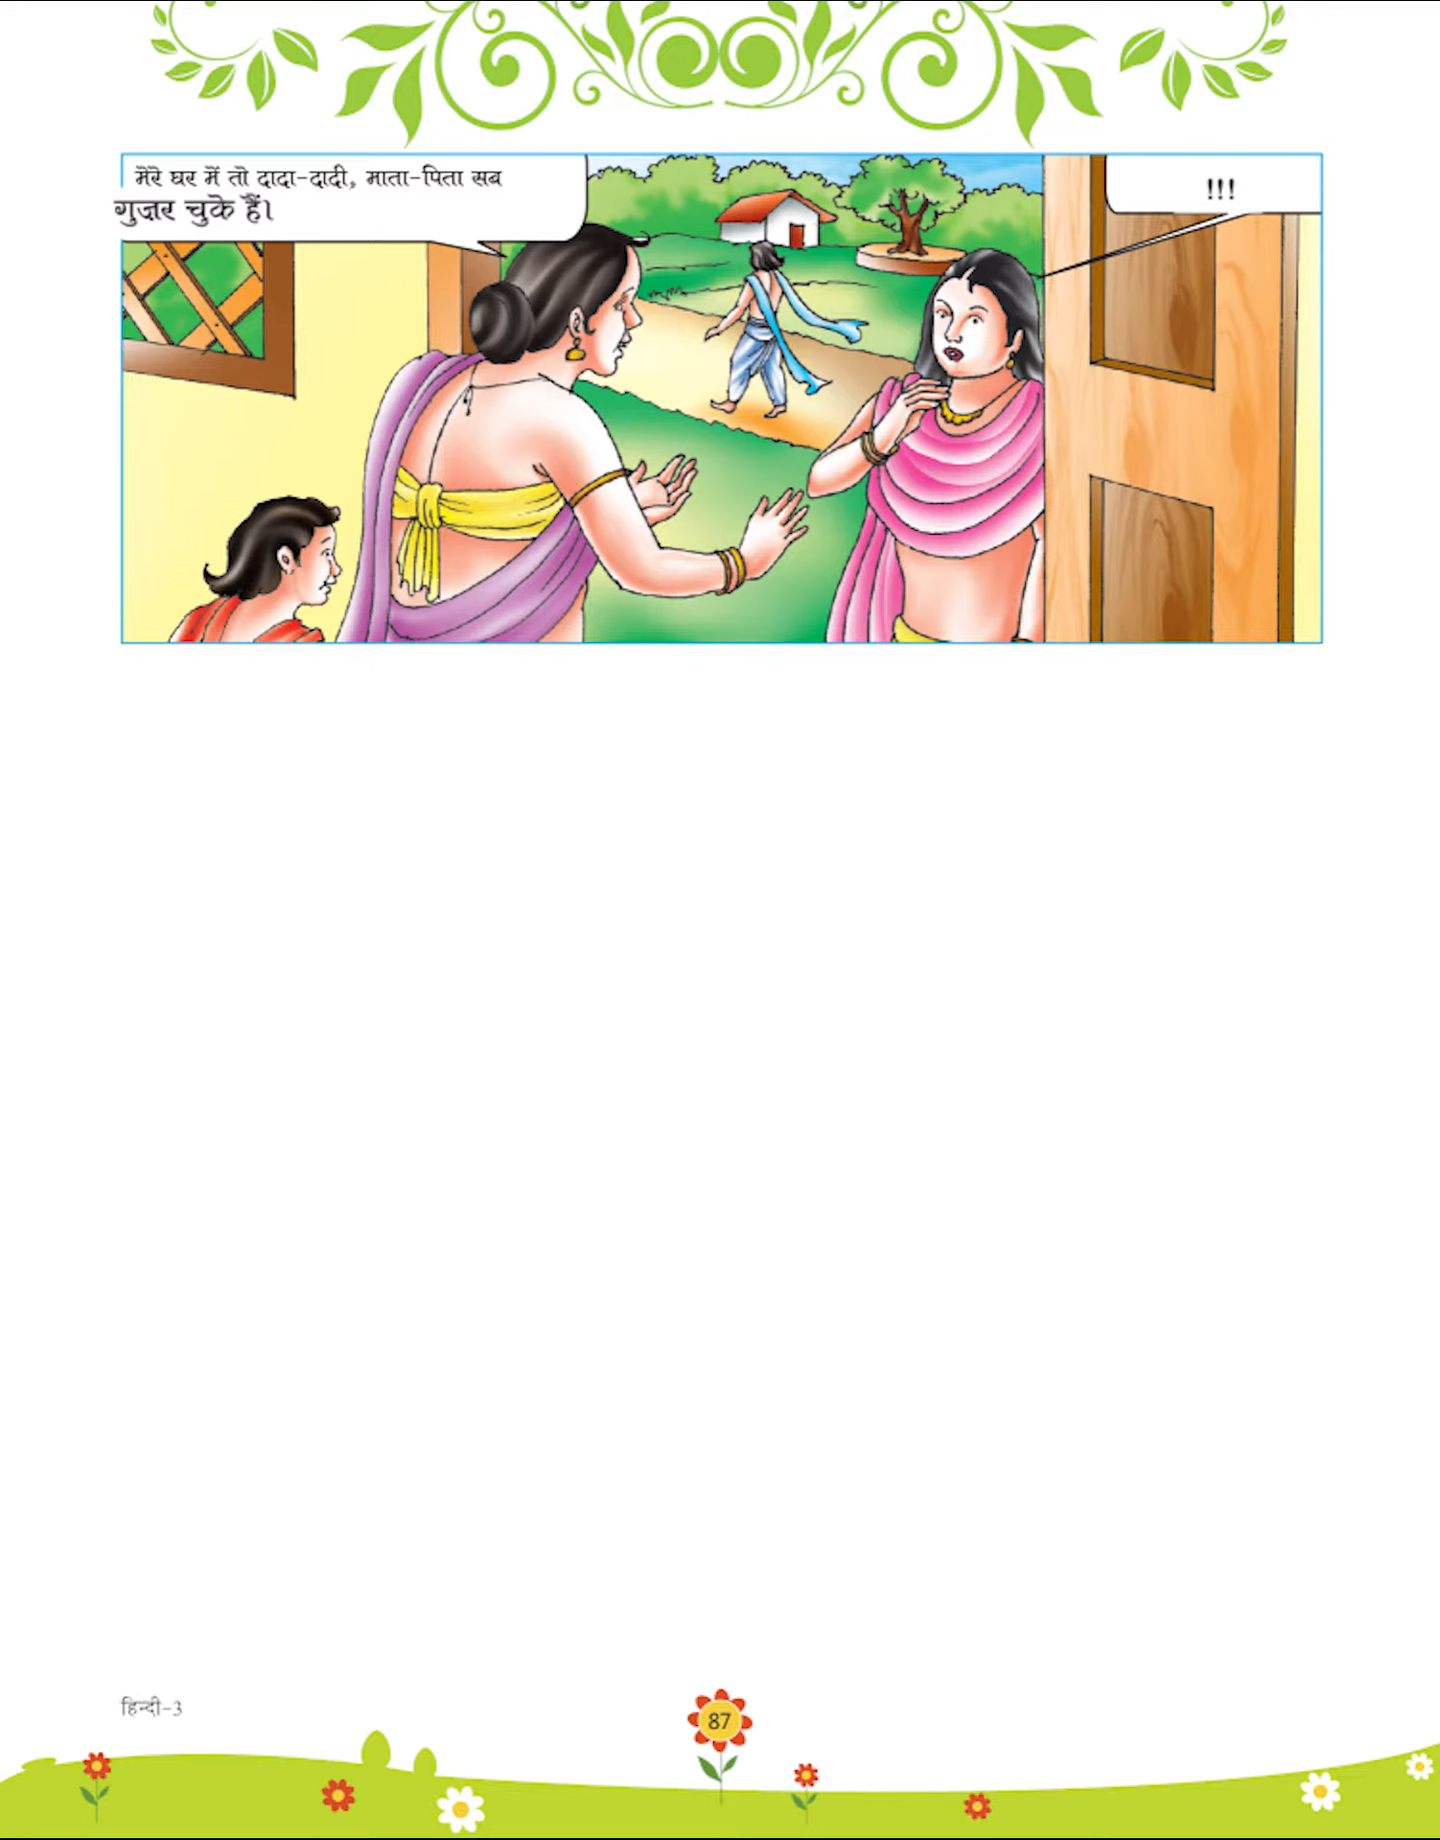 मेरे घर में तो दादा-दादी, माता-पिता सब
गुज़र चुके हैं।
!!!
हिन्दी-3
87